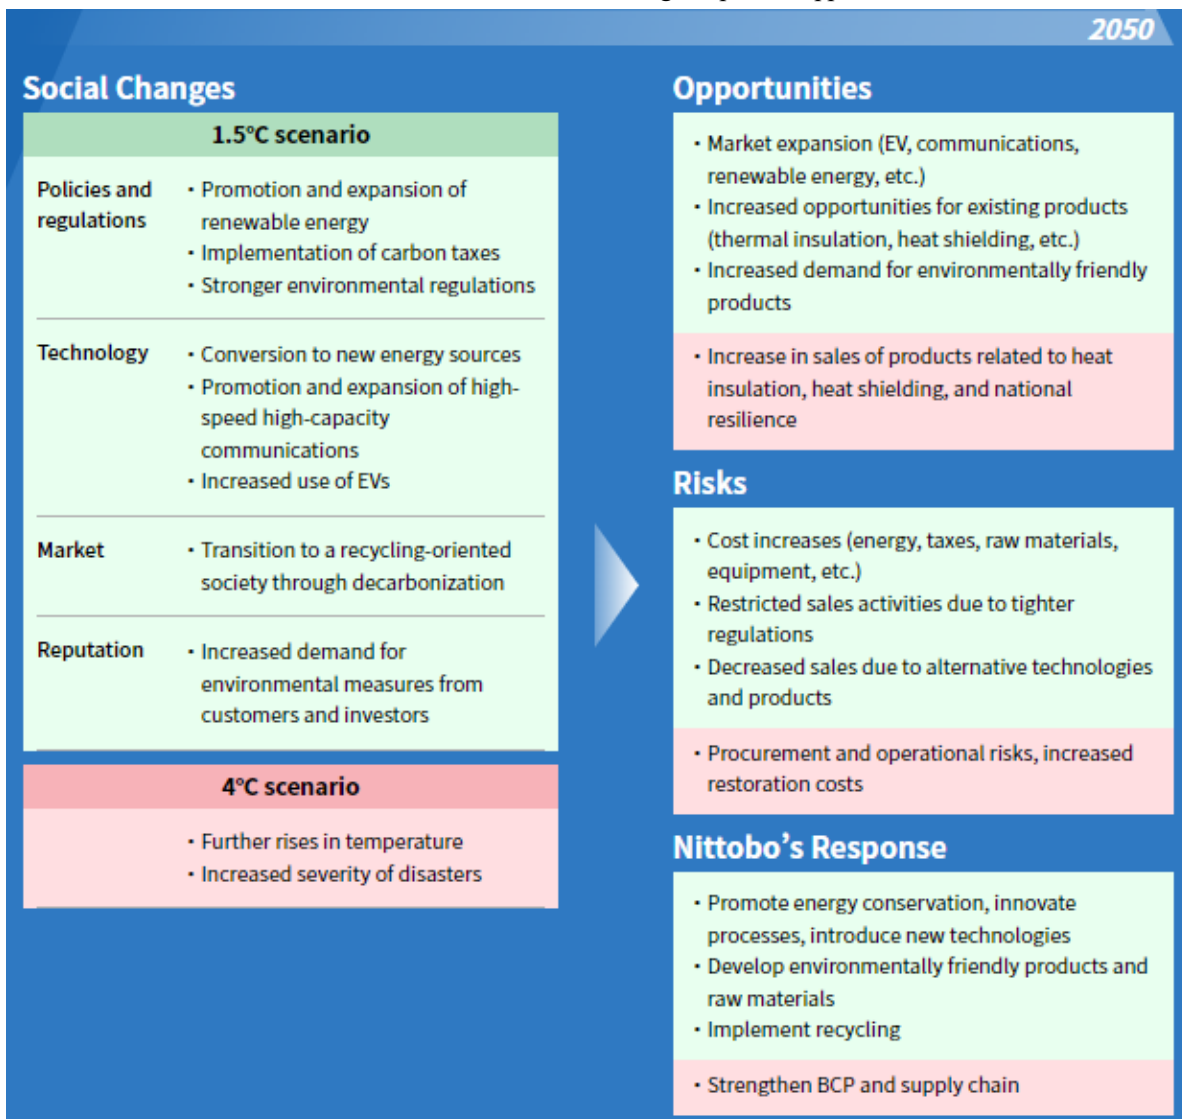 2050
Social Changes
1.5°C scenario
Policies and
regulations
・Promotion and expansion of
renewable energy
・Implementation of carbon taxes
・Stronger environmental regulations
Technology
・Conversion to new energy sources
・Promotion and expansion of high-
speed high-capacity
communications
・Increased use of EVs
Market
・Transition to a recycling-oriented
society through decarbonization
Reputation
・Increased demand for
environmental measures from
customers and investors
4°C scenario
・Further rises in temperature
・Increased severity of disasters
Opportunities
・Market expansion (EV, communications,
renewable energy, etc.)
・Increased opportunities for existing products
(thermal insulation, heat shielding, etc.)
・Increased demand for environmentally friendly
products
・Increase in sales of products related to heat
insulation, heat shielding, and national
resilience
Risks
・Cost increases (energy, taxes, raw materials,
equipment, etc.)
・Restricted sales activities due to tighter
regulations
・Decreased sales due to alternative technologies
and products
・Procurement and operational risks, increased
restoration costs
Nittobo's Response
・Promote energy conservation, innovate
processes, introduce new technologies
・Develop environmentally friendly products and
raw materials
・Implement recycling
・Strengthen BCP and supply chain